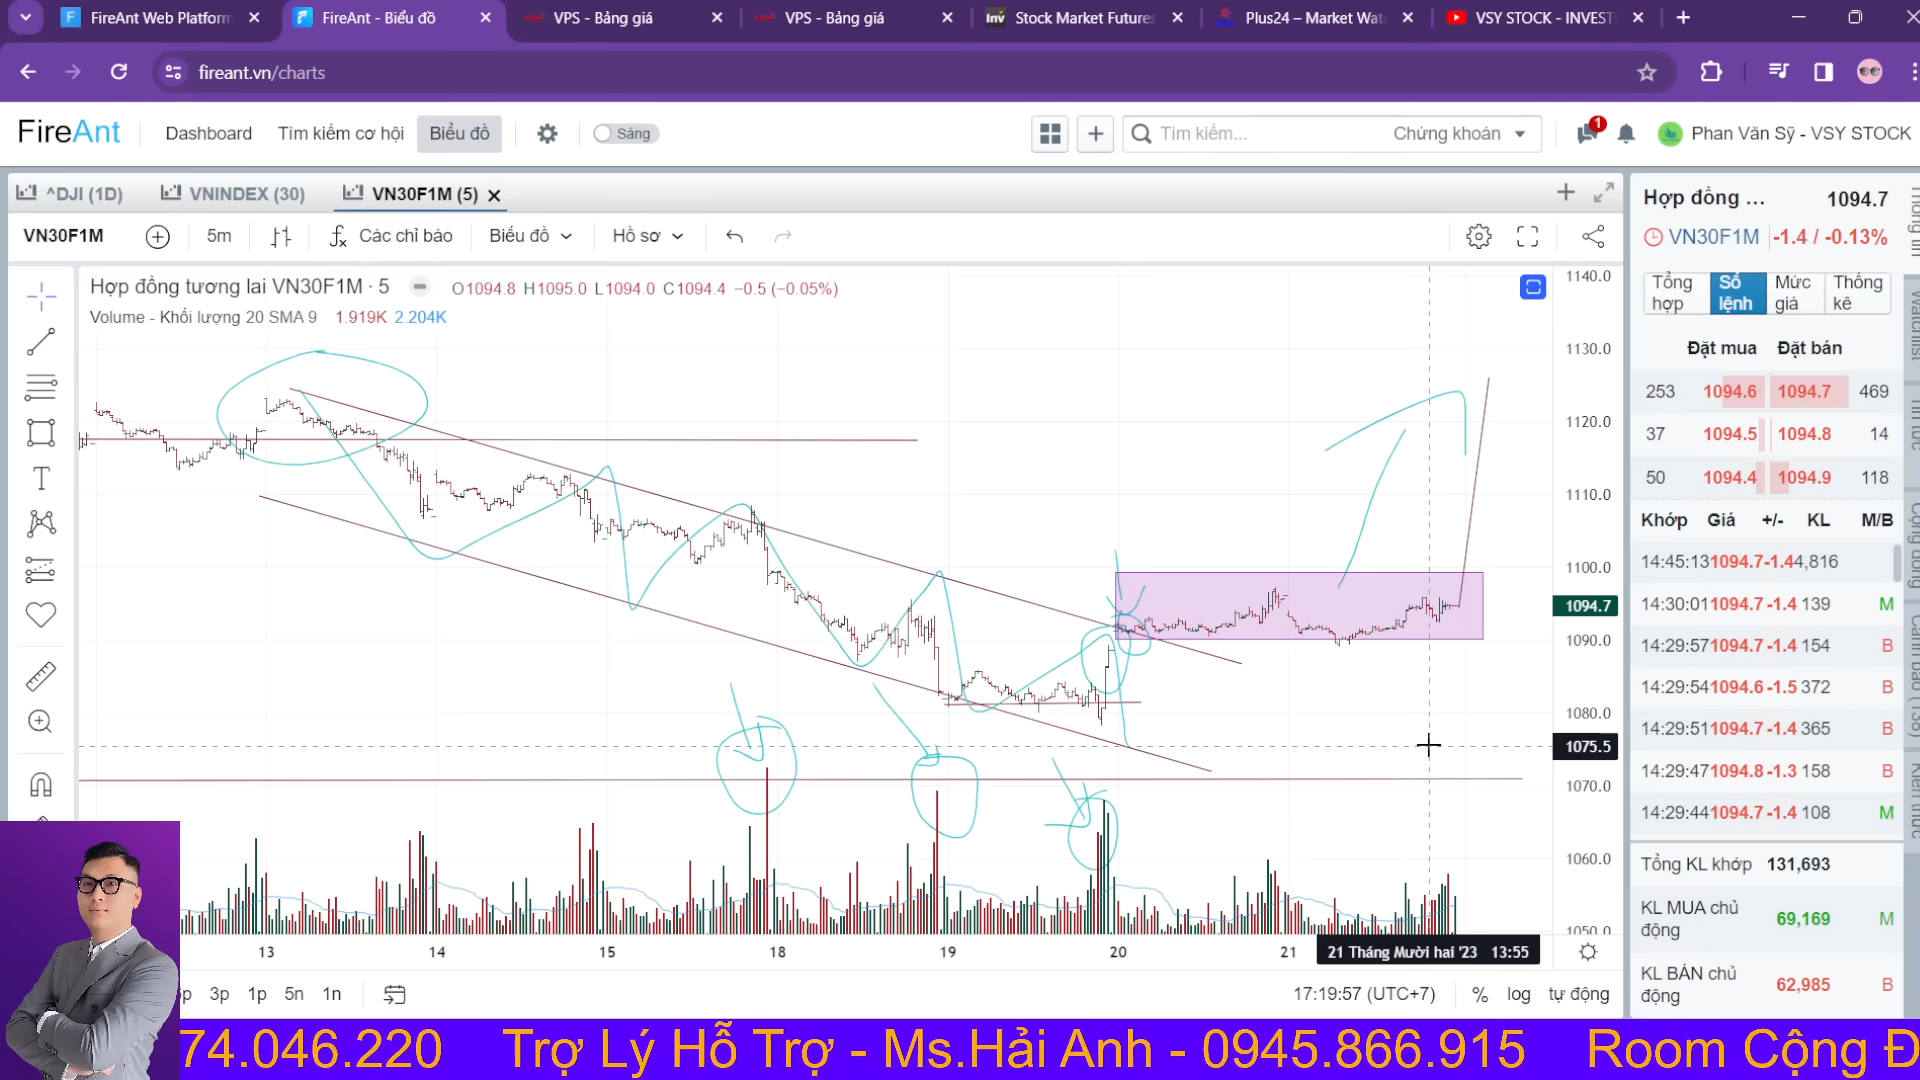 FireAnt Web Platform
FireAnt - Biểu đồ
VPS - Bảng giá
VPS - Bảng giá
Stock Market Futures
Plus24 – Market Wat
VSY STOCK - INVEST
fireant.vn/charts
FireAnt
Dashboard
Tìm kiếm cơ hội
Biểu đồ
Sáng
Tìm kiếm...
Chứng khoán
1
Phan Văn Sỹ - VSY STOCK
^DJI (1D)
VNINDEX (30)
VN30F1M (5)
VN30F1M
5m
Các chỉ báo
Biểu đồ
Hồ sơ
Hợp đồng tương lai VN30F1M · 5
O1094.8 H1095.0 L1094.0 C1094.4 −0.5 (−0.05%)
Volume - Khối lượng 20 SMA 9 1.919K 2.204K
1140.0
1130.0
1120.0
1110.0
1100.0
1094.7
1090.0
1080.0
1075.5
1070.0
1060.0
1050.0
13
14
15
18
19
20
21
21 Tháng Mười hai '23 13:55
3p
1p
5n
1n
17:19:57 (UTC+7)
%
log
tự động
Hợp đồng ...
1094.7
VN30F1M
-1.4 / -0.13%
Tổng hợp
Sổ lệnh
Mức giá
Thống kê
Đặt mua Đặt bán
253 1094.6 1094.7 469
37 1094.5 1094.8 14
50 1094.4 1094.9 118
Khớp Giá +/- KL M/B
14:45:13 1094.7 -1.4 4,816
14:30:01 1094.7 -1.4 139 M
14:29:57 1094.7 -1.4 154 B
14:29:54 1094.6 -1.5 372 B
14:29:51 1094.7 -1.4 365 B
14:29:47 1094.8 -1.3 158 B
14:29:44 1094.7 -1.4 108 M
Tổng KL khớp 131,693
KL MUA chủ động 69,169 M
KL BÁN chủ động 62,985 B
Thông tin
Watchlist
Tin tức
Cộng đồng
Cảnh báo (138)
Kiến thức
74.046.220 Trợ Lý Hỗ Trợ - Ms.Hải Anh - 0945.866.915 Room Cộng Đ